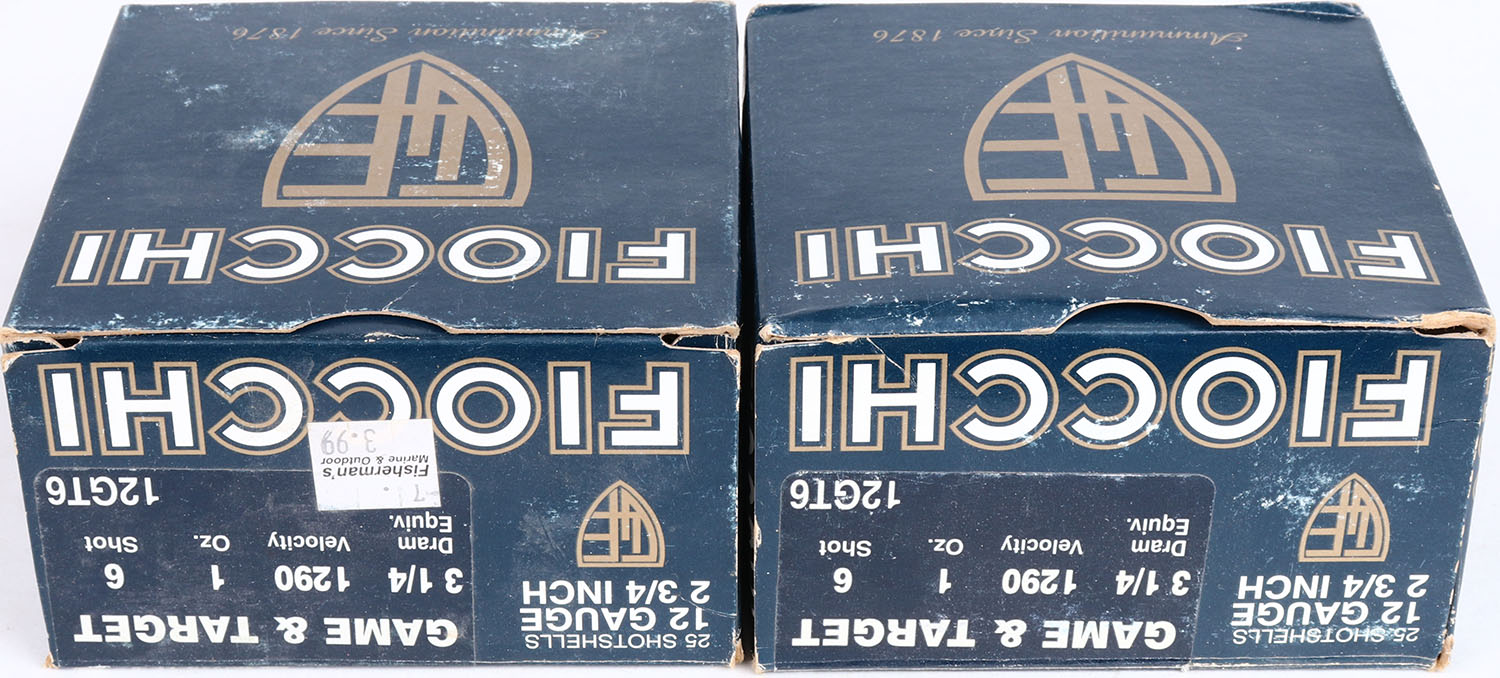 25 SHOTSHELLS
12 GAUGE
2 3/4 INCH
GAME & TARGET
3 1/4 1290 1 6
Dram Equiv. Velocity Oz. Shot
12GT6
FIOCCHI
FIOCCHI
Ammunition Since 1876
25 SHOTSHELLS
12 GAUGE
2 3/4 INCH
GAME & TARGET
3 1/4 1290 1 6
Dram Equiv. Velocity Oz. Shot
12GT6
Fisherman's
Marine & Outdoor
3.99
FIOCCHI
FIOCCHI
Ammunition Since 1876